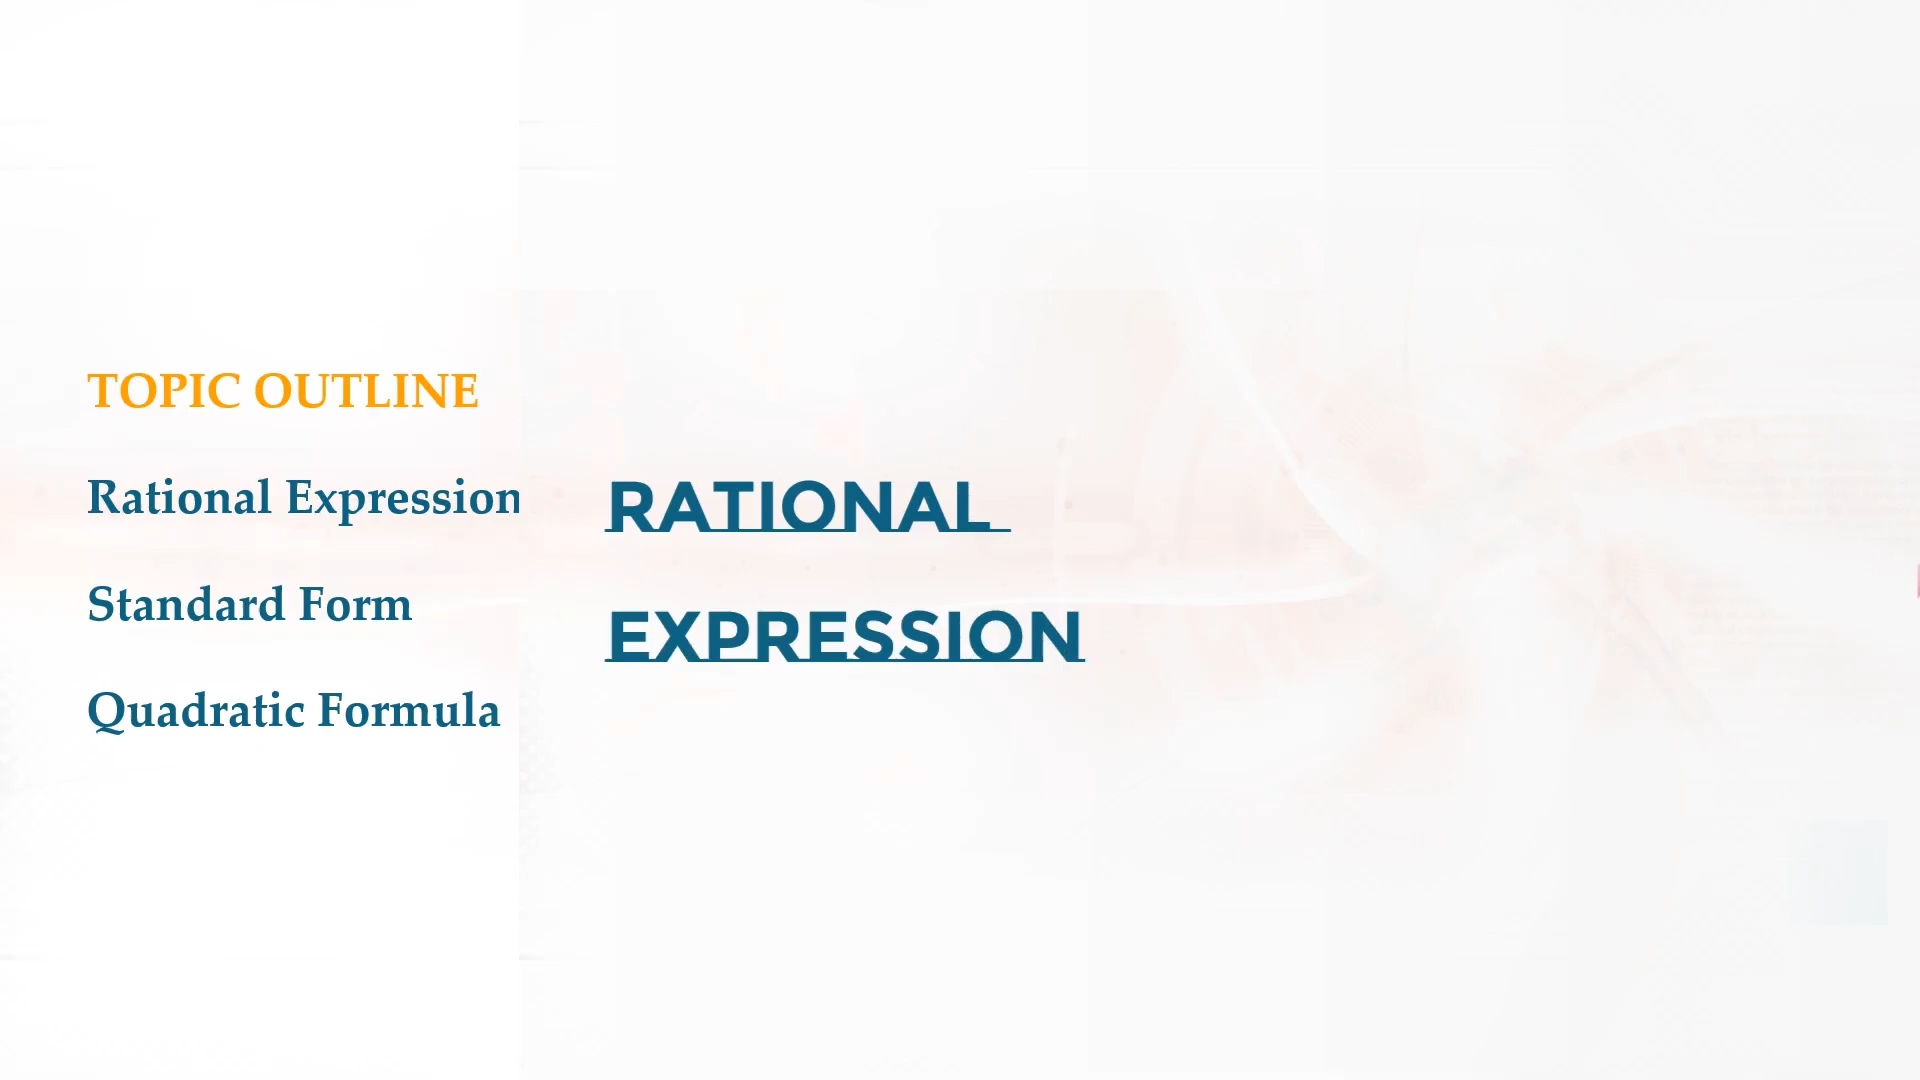 TOPIC OUTLINE
Rational Expression
Standard Form
Quadratic Formula
RATIONAL
EXPRESSION